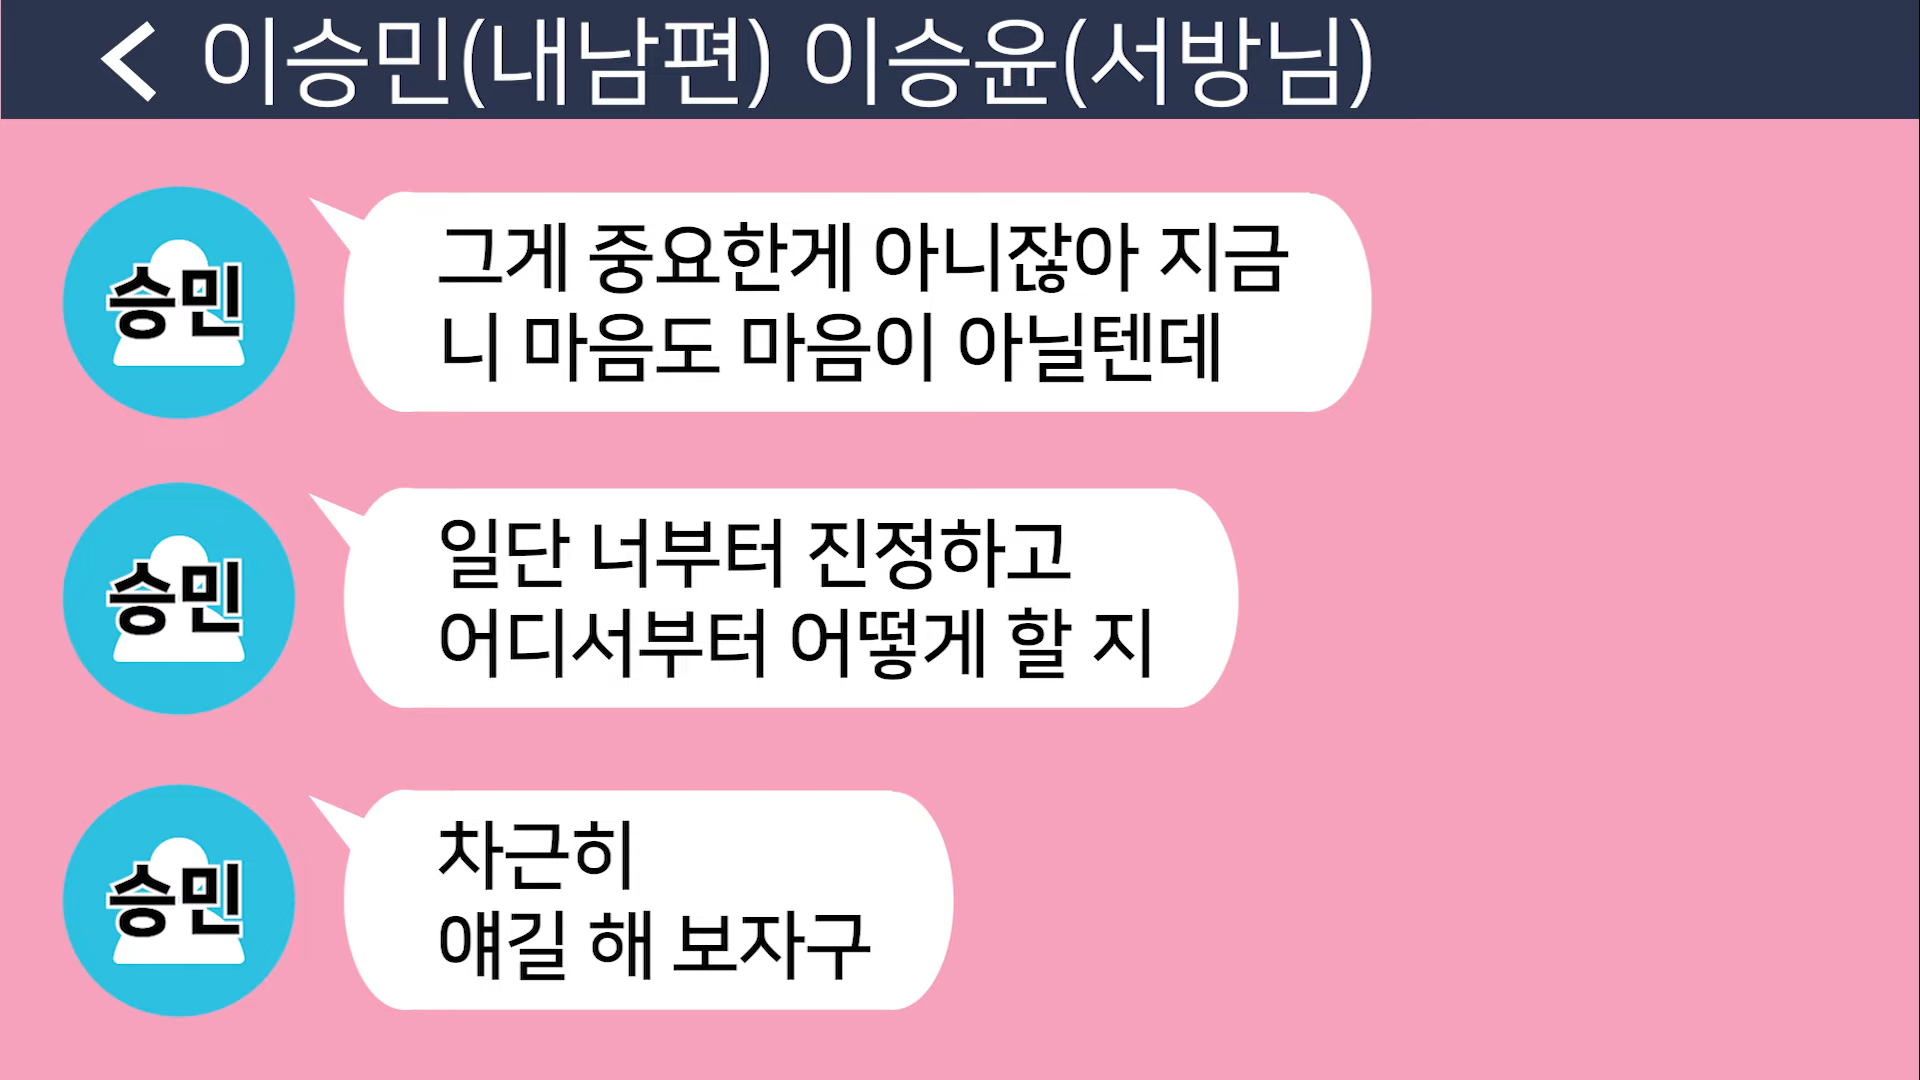 이승민(내남편) 이승윤(서방님)
승민
그게 중요한게 아니잖아 지금
니 마음도 마음이 아닐텐데
승민
일단 너부터 진정하고
어디서부터 어떻게 할 지
승민
차근히
얘길 해 보자구